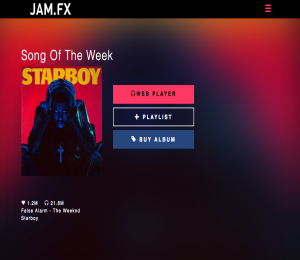 JAM.FX
Song Of The Week
STARBOY
WEB PLAYER
PLAYLIST
BUY ALBUM
1.2M 21.8M
False Alarm - The Weeknd
Starboy